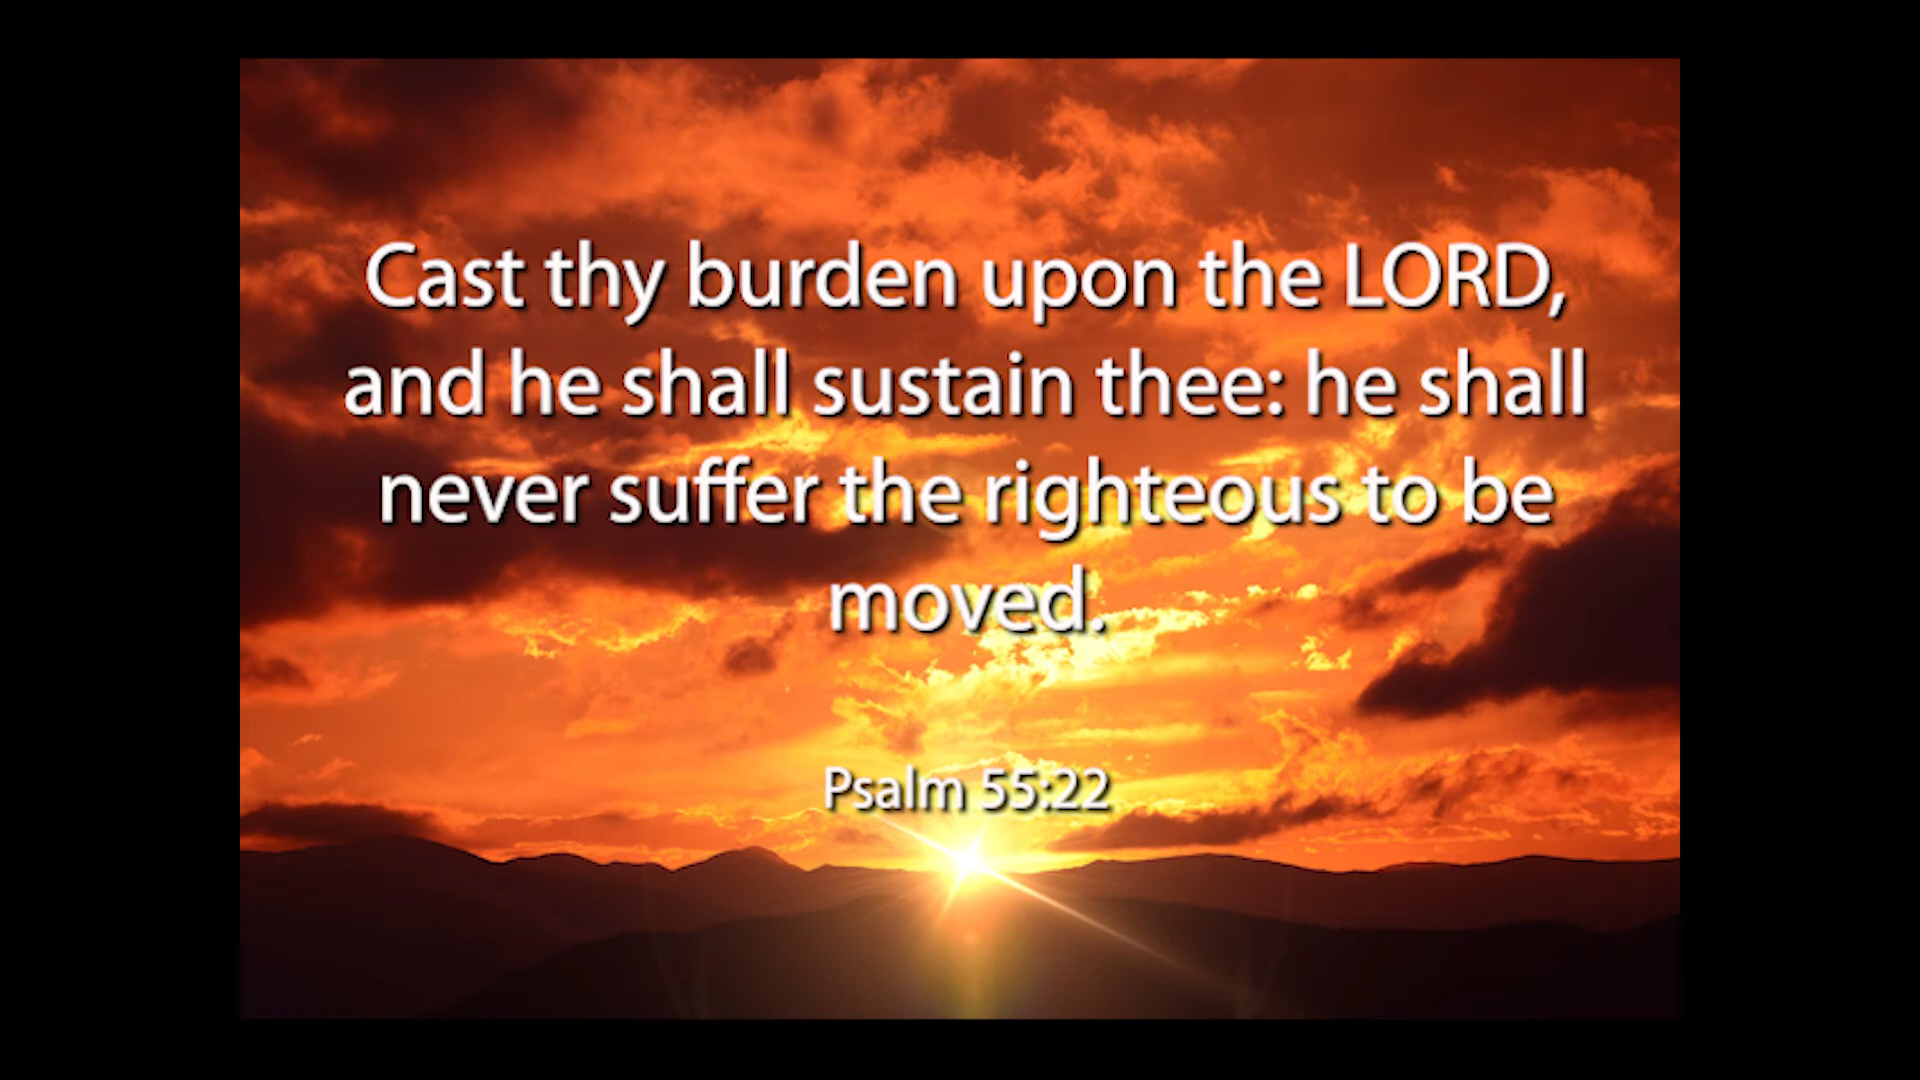 Cast thy burden upon the LORD,
and he shall sustain thee: he shall
never suffer the righteous to be
moved.
Psalm 55:22